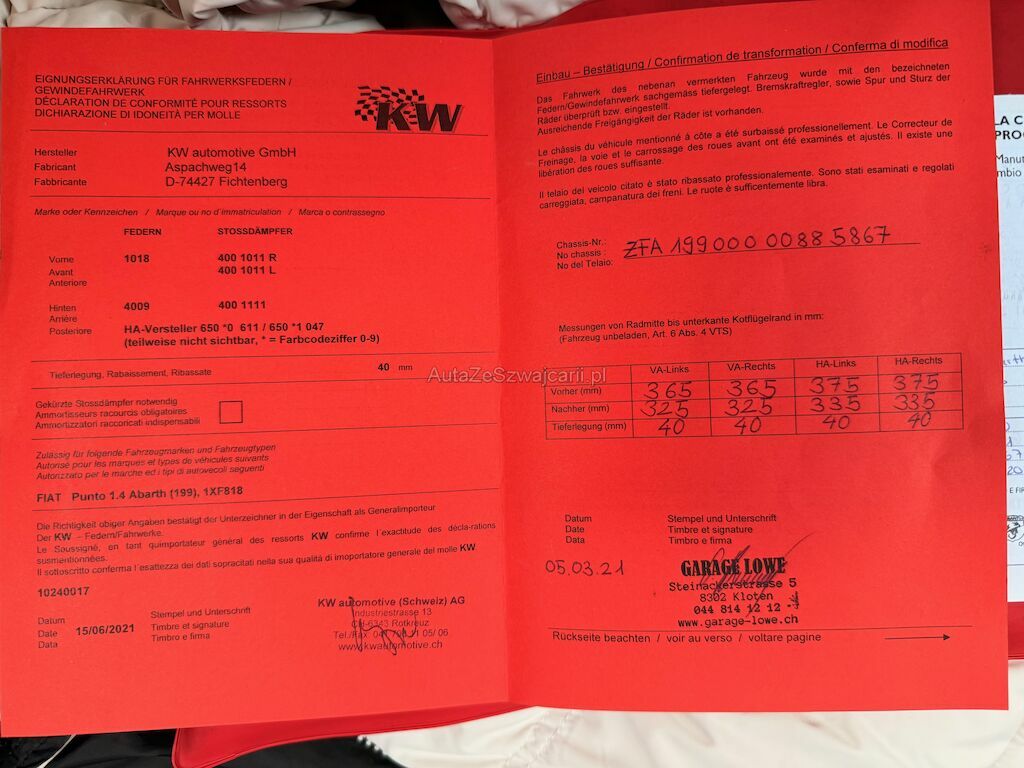 EIGNUNGSERKLÄRUNG FÜR FAHRWERKSFEDERN /
GEWINDEFAHRWERK
DÉCLARATION DE CONFORMITÉ POUR RESSORTS
DICHIARAZIONE DI IDONEITÀ PER MOLLE
KW
Hersteller KW automotive GmbH
Fabricant Aspachweg14
Fabbricante D-74427 Fichtenberg
Marke oder Kennzeichen / Marque ou no d'immatriculation / Marca o contrassegno
FEDERN STOSSDÄMPFER
Vorne 1018 400 1011 R
Avant 400 1011 L
Anteriore
Hinten 4009 400 1111
Arriére
Posteriore HA-Versteller 650 *0 611 / 650 *1 047
(teilweise nicht sichtbar, * = Farbcodeziffer 0-9)
Tieferlegung, Rabaissement, Ribassate 40 mm
Gekürzte Stossdämpfer notwendig
Ammortisseurs racourcis obligatoires
Ammortizzatori raccoricati indispensabili
Zulässig für folgende Fahrzeugmarken und Fahrzeugtypen
Autorisé pour les marques et types de véhicules suivants
Autorizzato per le marche ed i tipi di autovecoli seguenti
FIAT Punto 1.4 Abarth (199), 1XF818
Die Richtigkeit obiger Angaben bestätigt der Unterzeichner in der Eigenschaft als Generalimporteur
Der KW – Federn/Fahrwerke.
Le Soussigné, en tant quimportateur général des ressorts KW confirme l'exactitude des décla-rations
susmentionnées.
Il sottoscritto conferma l'esattezza dei dati sopracitati nella sua qualità di imoportatore generale del molle KW
10240017
Datum Stempel und Unterschrift
Date 15/06/2021 Timbre et signature
Data Timbro e firma
KW automotive (Schweiz) AG
Industriestrasse 13
CH-6343 Rotkreuz
www.kwautomotive.ch
Einbau – Bestätigung / Confirmation de transformation / Conferma di modifica
Das Fahrwerk des nebenan vermerkten Fahrzeug wurde mit den bezeichneten
Federn/Gewindefahrwerk sachgemäss tiefergelegt. Bremskraftregler, sowie Spur und Sturz der
Räder überprüft bzw. eingestellt.
Ausreichende Freigängigkeit der Räder ist vorhanden.
Le châssis du véhicule mentionné à côte a été surbaissé professionellement. Le Correcteur de
Freinage, la voie et le carrossage des roues avant ont été examinés et ajustés. Il existe une
libération des roues suffisante.
Il telaio del veicolo citato è stato ribassato professionalemente. Sono stati esaminati e regolati
carreggiata, campanatura dei freni. Le ruote è sufficentemente libra.
Chassis-Nr.:
No chassis :
No del Telaio: ZFA 199000 00885867
Messungen von Radmitte bis unterkante Kotflügelrand in mm:
(Fahrzeug unbeladen, Art. 6 Abs. 4 VTS)
VA-Links VA-Rechts HA-Links HA-Rechts
Vorher (mm) 365 365 375 375
Nachher (mm) 325 325 335 335
Tieferlegung (mm) 40 40 40 40
Datum Stempel und Unterschrift
Date Timbre et signature
Data Timbro e firma
05.03.21
GARAGE LOWE
Steinackerstrasse 5
8302 Kloten
044 814 12 12
www.garage-lowe.ch
Rückseite beachten / voir au verso / voltare pagine
AutaZeSzwajcarii.pl